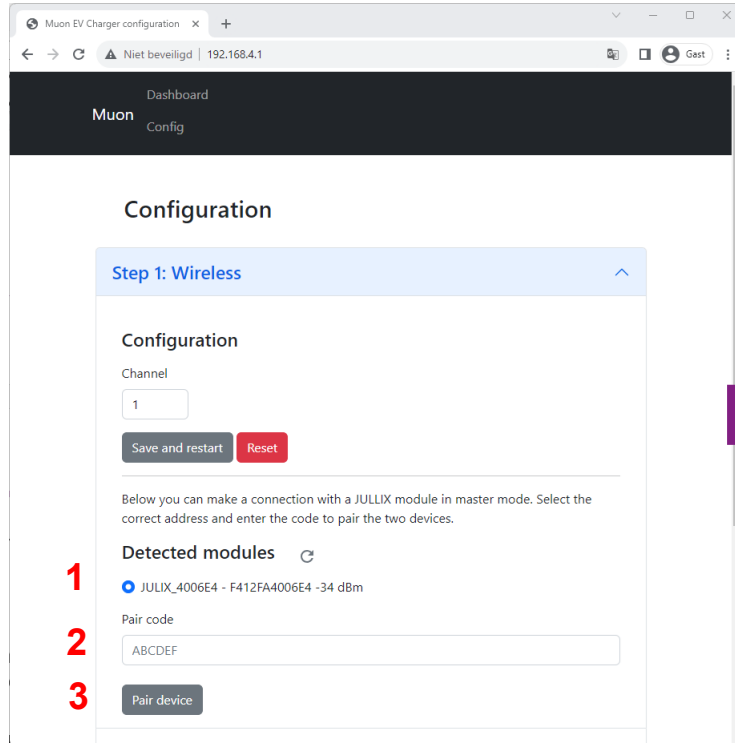 Muon EV Charger configuration
Niet beveiligd | 192.168.4.1
Gast
Dashboard
Muon
Config
Configuration
Step 1: Wireless
Configuration
Channel
1
Save and restart Reset
Below you can make a connection with a JULLIX module in master mode. Select the
correct address and enter the code to pair the two devices.
Detected modules
1 JULIX_4006E4 - F412FA4006E4 -34 dBm
Pair code
2 ABCDEF
3 Pair device